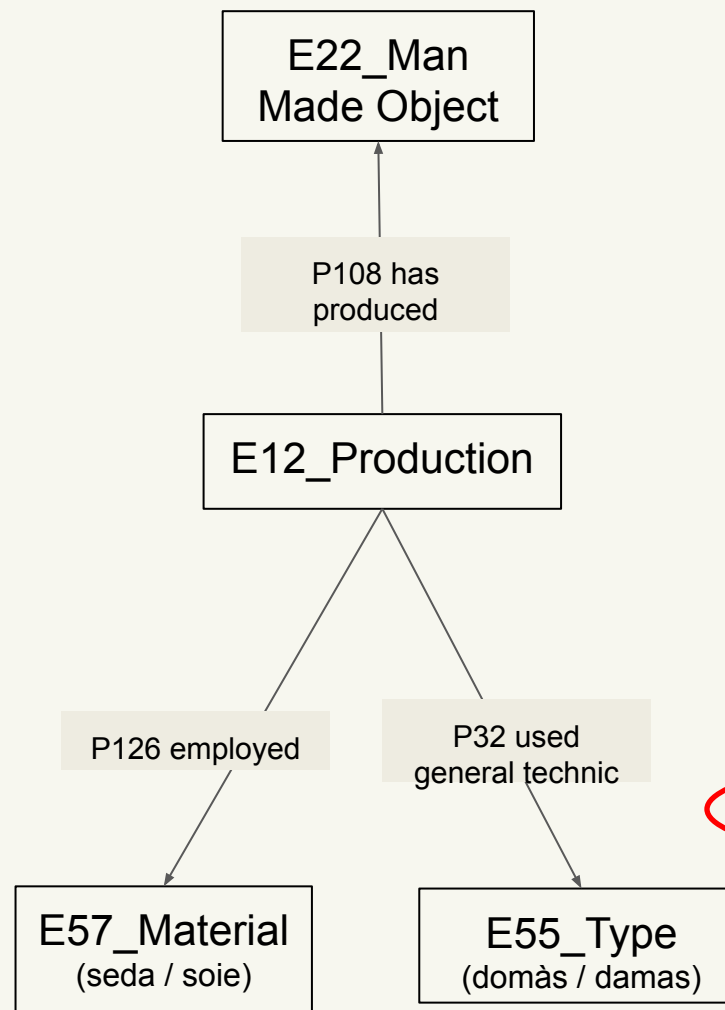 E22_Man
Made Object
P108 has
produced
E12_Production
P126 employed
P32 used
general technic
E57_Material
(seda / soie)
E55_Type
(domàs / damas)